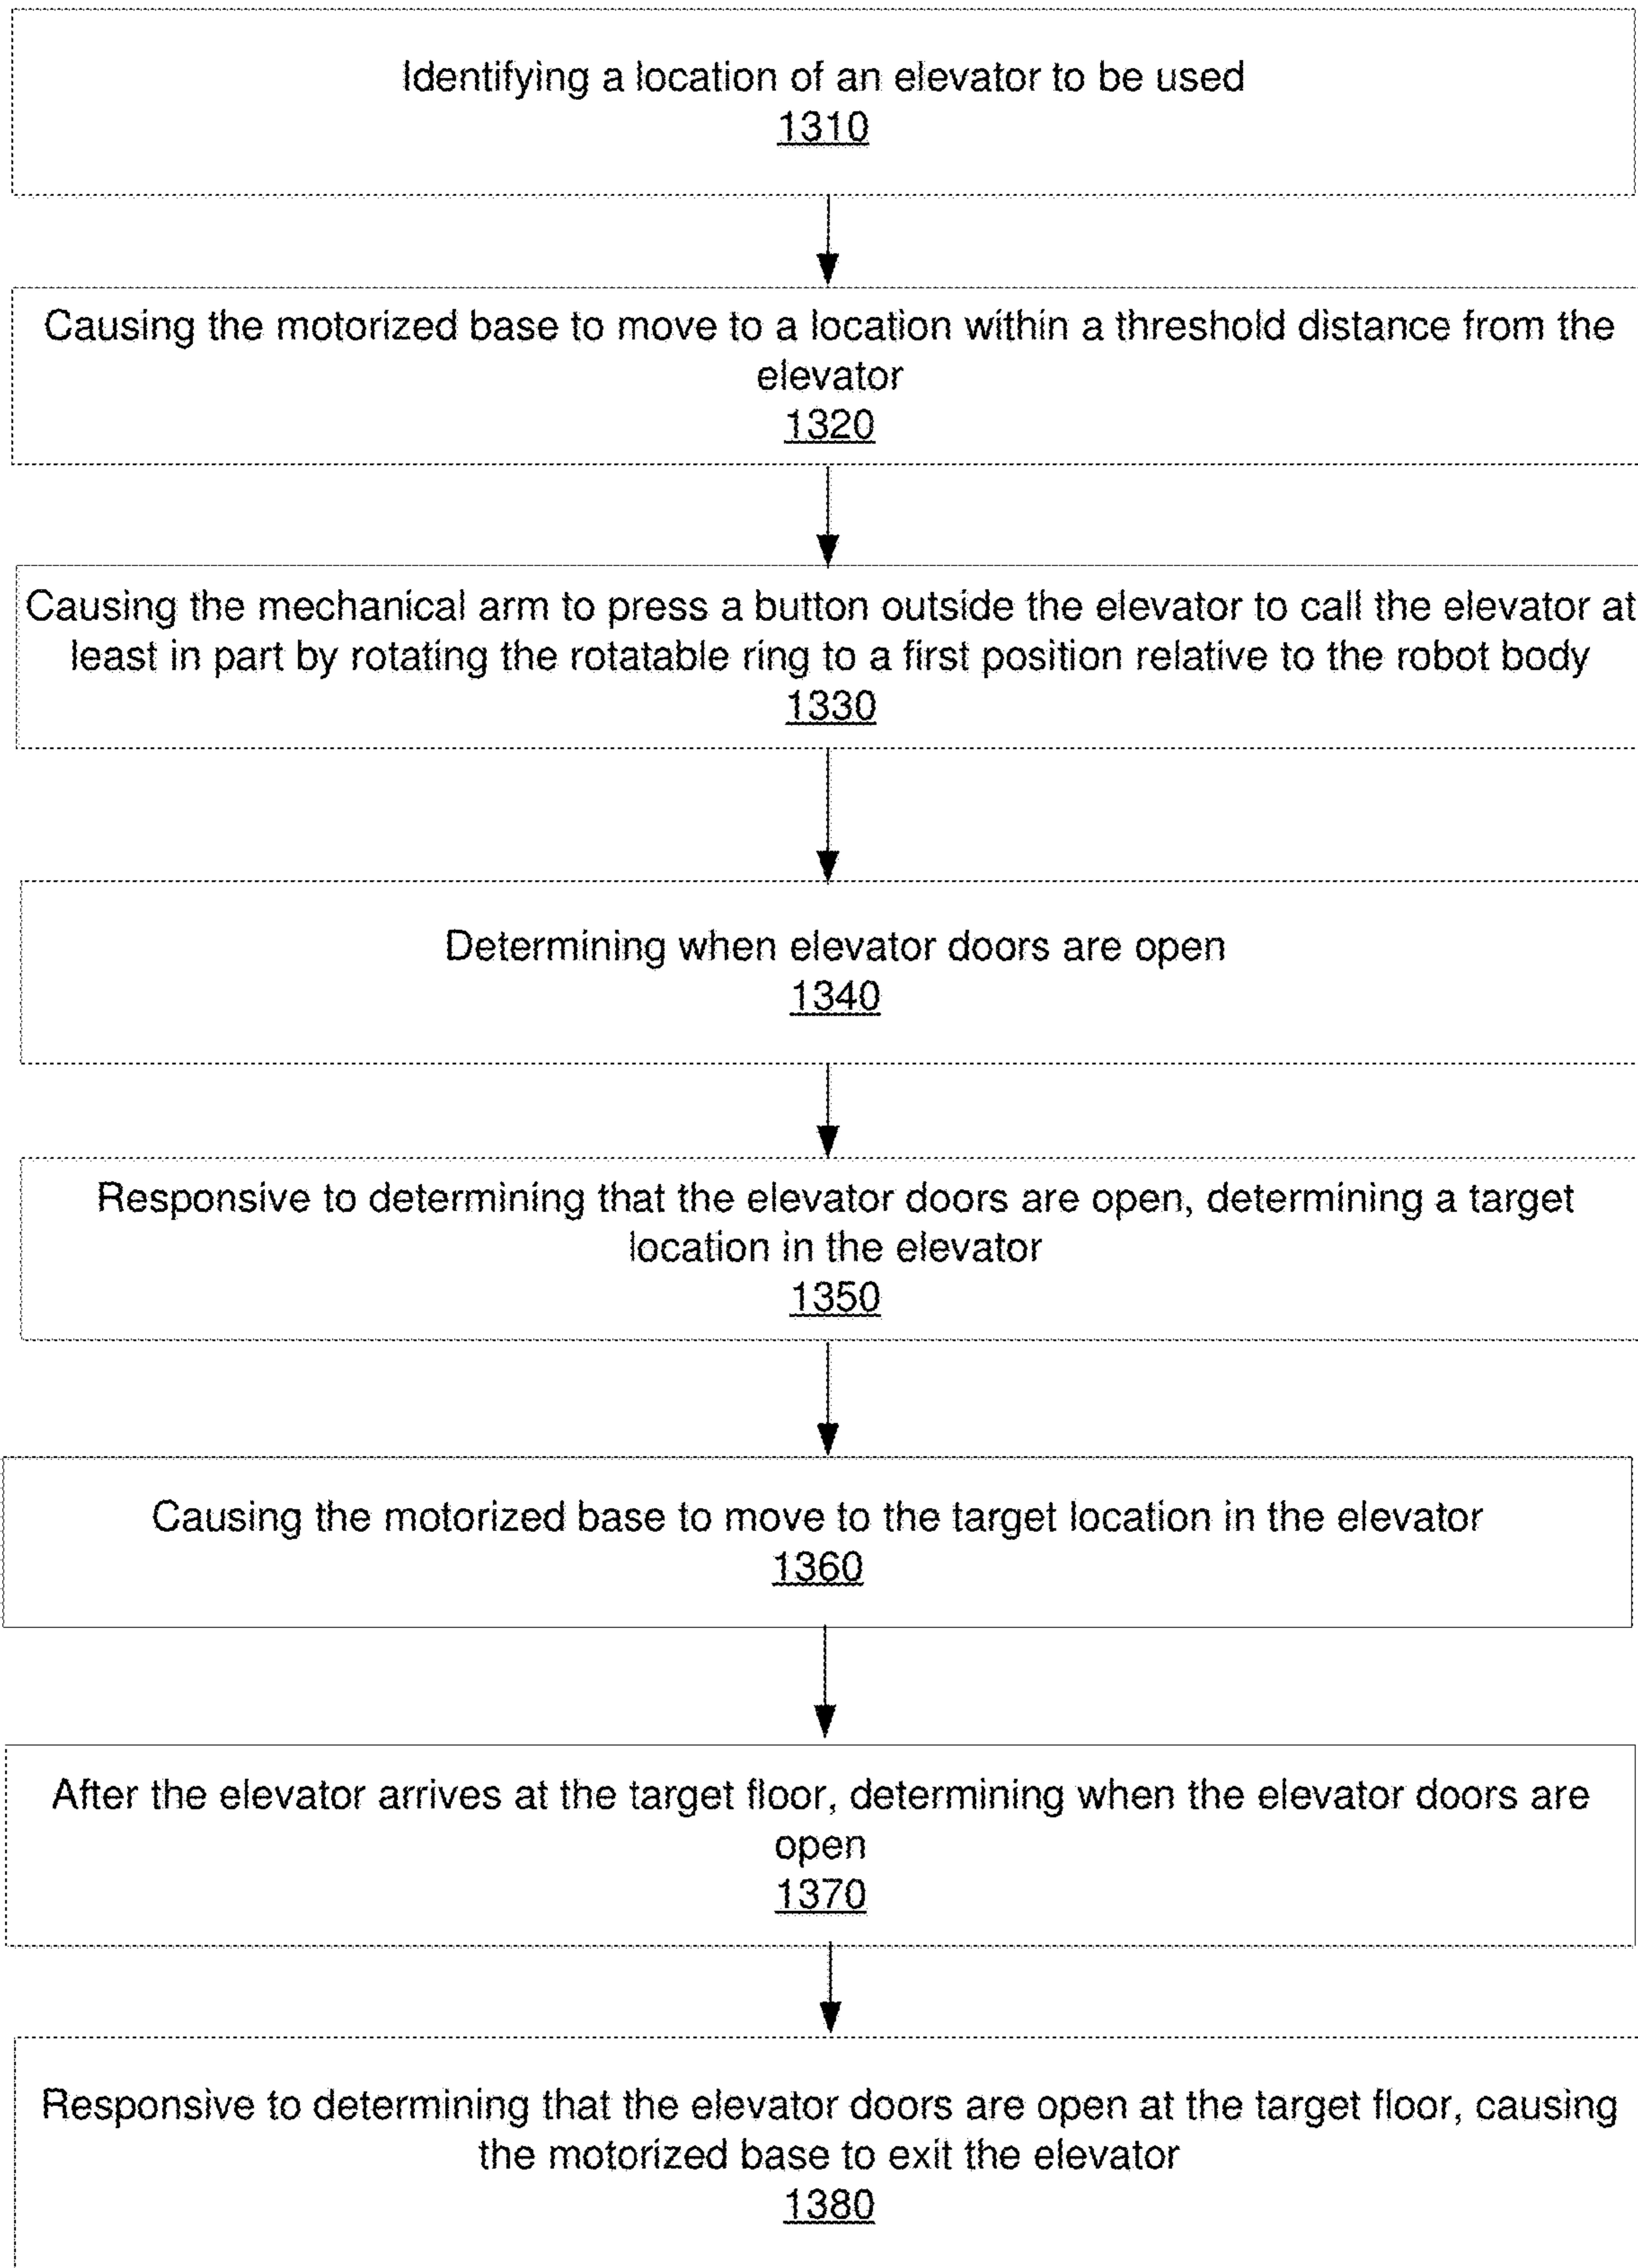 Identifying a location of an elevator to be used
1310
Causing the motorized base to move to a location within a threshold distance from the
elevator
1320
Causing the mechanical arm to press a button outside the elevator to call the elevator at
least in part by rotating the rotatable ring to a first position relative to the robot body
1330
Determining when elevator doors are open
1340
Responsive to determining that the elevator doors are open, determining a target
location in the elevator
1350
Causing the motorized base to move to the target location in the elevator
1360
After the elevator arrives at the target floor, determining when the elevator doors are
open
1370
Responsive to determining that the elevator doors are open at the target floor, causing
the motorized base to exit the elevator
1380